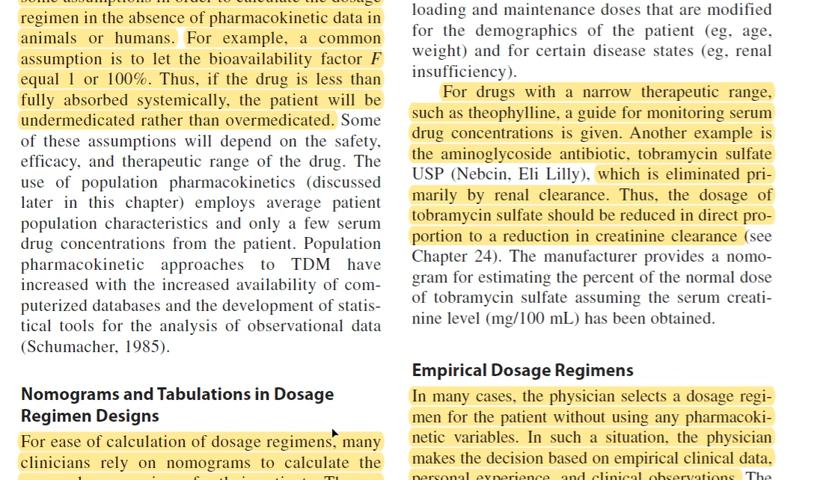 some assumptions in order to calculate the dosage
regimen in the absence of pharmacokinetic data in
animals or humans. For example, a common
assumption is to let the bioavailability factor F
equal 1 or 100%. Thus, if the drug is less than
fully absorbed systemically, the patient will be
undermedicated rather than overmedicated. Some
of these assumptions will depend on the safety,
efficacy, and therapeutic range of the drug. The
use of population pharmacokinetics (discussed
later in this chapter) employs average patient
population characteristics and only a few serum
drug concentrations from the patient. Population
pharmacokinetic approaches to TDM have
increased with the increased availability of com-
puterized databases and the development of statis-
tical tools for the analysis of observational data
(Schumacher, 1985).
Nomograms and Tabulations in Dosage
Regimen Designs
For ease of calculation of dosage regimens, many
clinicians rely on nomograms to calculate the
loading and maintenance doses that are modified
for the demographics of the patient (eg, age,
weight) and for certain disease states (eg, renal
insufficiency).
For drugs with a narrow therapeutic range,
such as theophylline, a guide for monitoring serum
drug concentrations is given. Another example is
the aminoglycoside antibiotic, tobramycin sulfate
USP (Nebcin, Eli Lilly), which is eliminated pri-
marily by renal clearance. Thus, the dosage of
tobramycin sulfate should be reduced in direct pro-
portion to a reduction in creatinine clearance (see
Chapter 24). The manufacturer provides a nomo-
gram for estimating the percent of the normal dose
of tobramycin sulfate assuming the serum creati-
nine level (mg/100 mL) has been obtained.
Empirical Dosage Regimens
In many cases, the physician selects a dosage regi-
men for the patient without using any pharmacoki-
netic variables. In such a situation, the physician
makes the decision based on empirical clinical data,
personal experience, and clinical observations. The